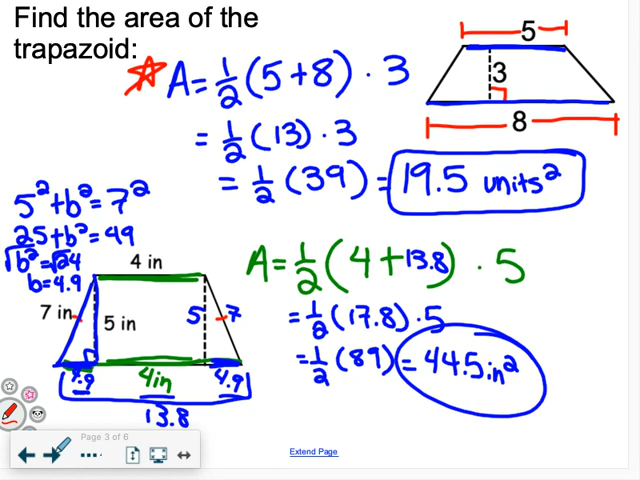 Find the area of the
trapazoid:
A = 1/2 (5 + 8) · 3
= 1/2 (13) · 3
= 1/2 (39) = 19.5 units²
5
3
8
5² + b² = 7²
25 + b² = 49
√b² = √24
b = 4.9
4 in
7 in
5 in
5
7
4.9
4in
4.9
13.8
A = 1/2 (4 + 13.8) · 5
= 1/2 (17.8) · 5
= 1/2 (89) = 44.5 in²
Page 3 of 6
Extend Page